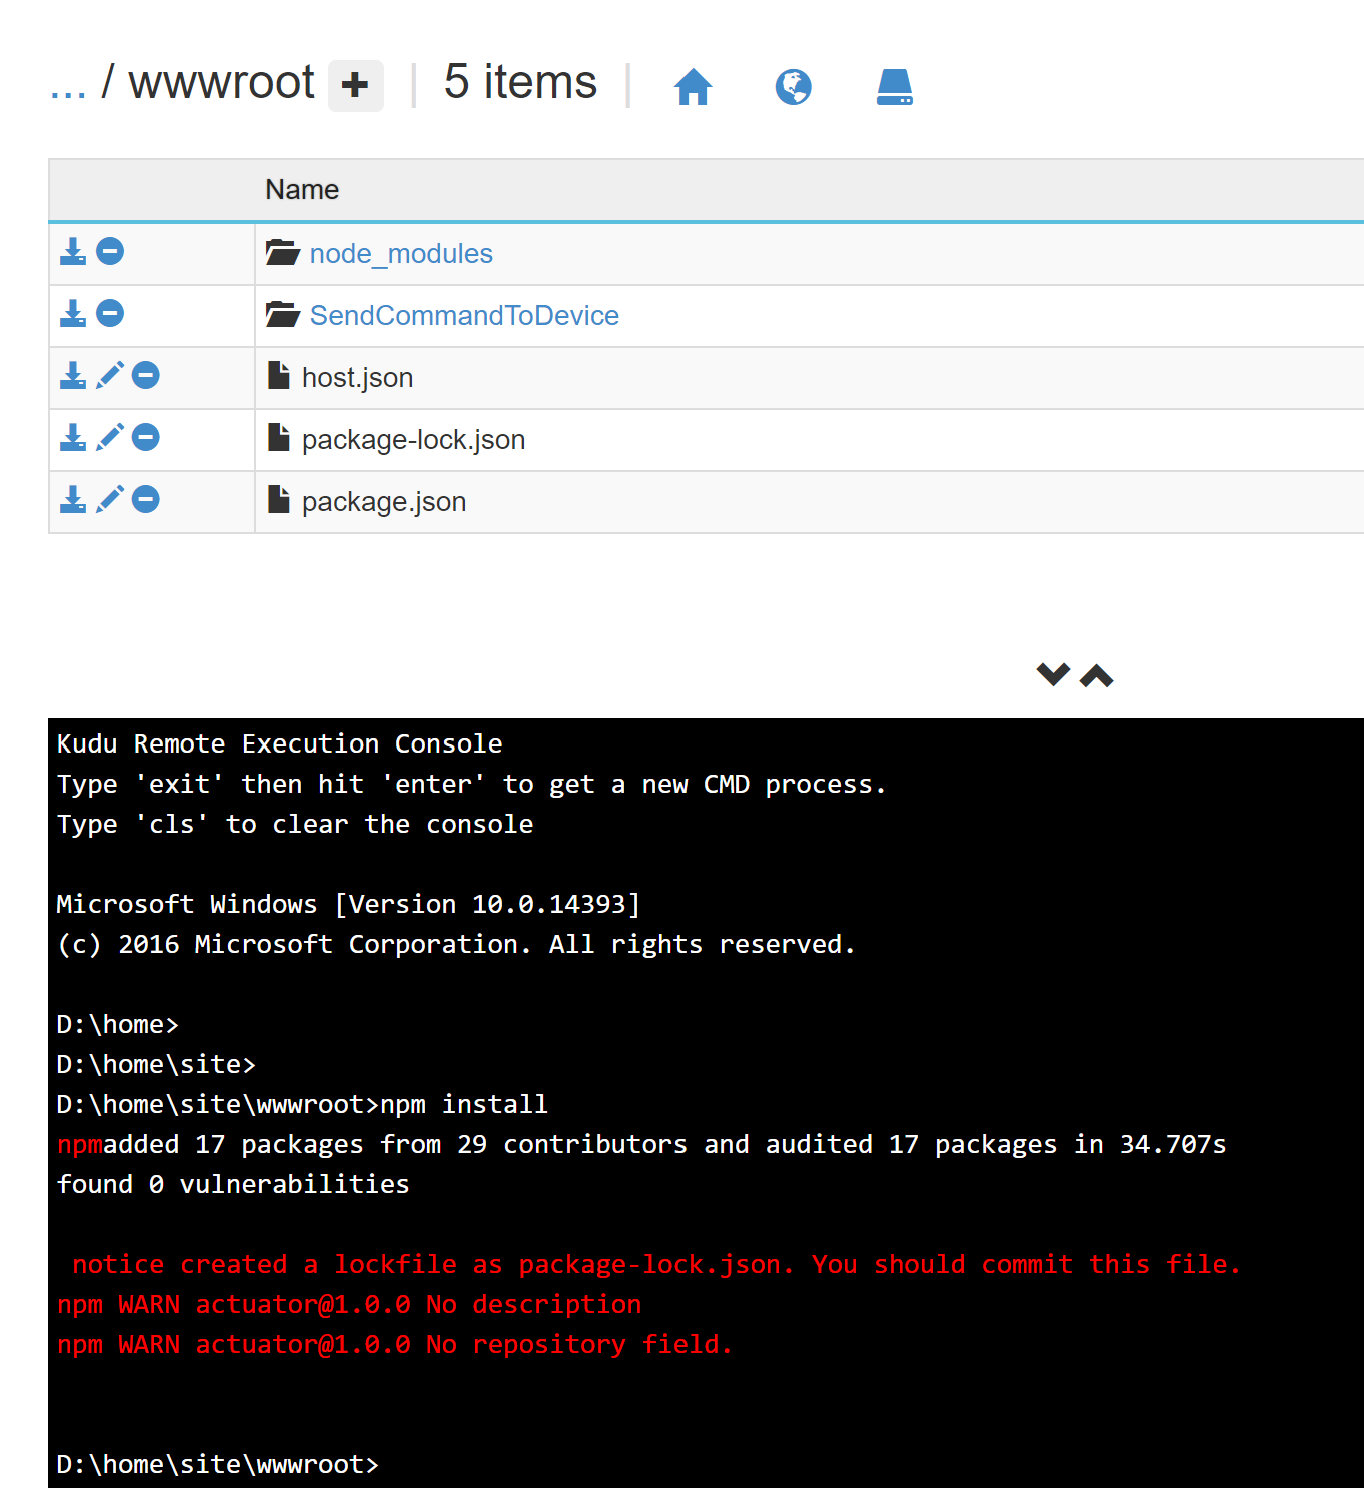 ... / wwwroot + | 5 items |
Name
node_modules
SendCommandToDevice
host.json
package-lock.json
package.json
Kudu Remote Execution Console
Type 'exit' then hit 'enter' to get a new CMD process.
Type 'cls' to clear the console
Microsoft Windows [Version 10.0.14393]
(c) 2016 Microsoft Corporation. All rights reserved.
D:\home>
D:\home\site>
D:\home\site\wwwroot>npm install
npmadded 17 packages from 29 contributors and audited 17 packages in 34.707s
found 0 vulnerabilities
notice created a lockfile as package-lock.json. You should commit this file.
npm WARN actuator@1.0.0 No description
npm WARN actuator@1.0.0 No repository field.
D:\home\site\wwwroot>